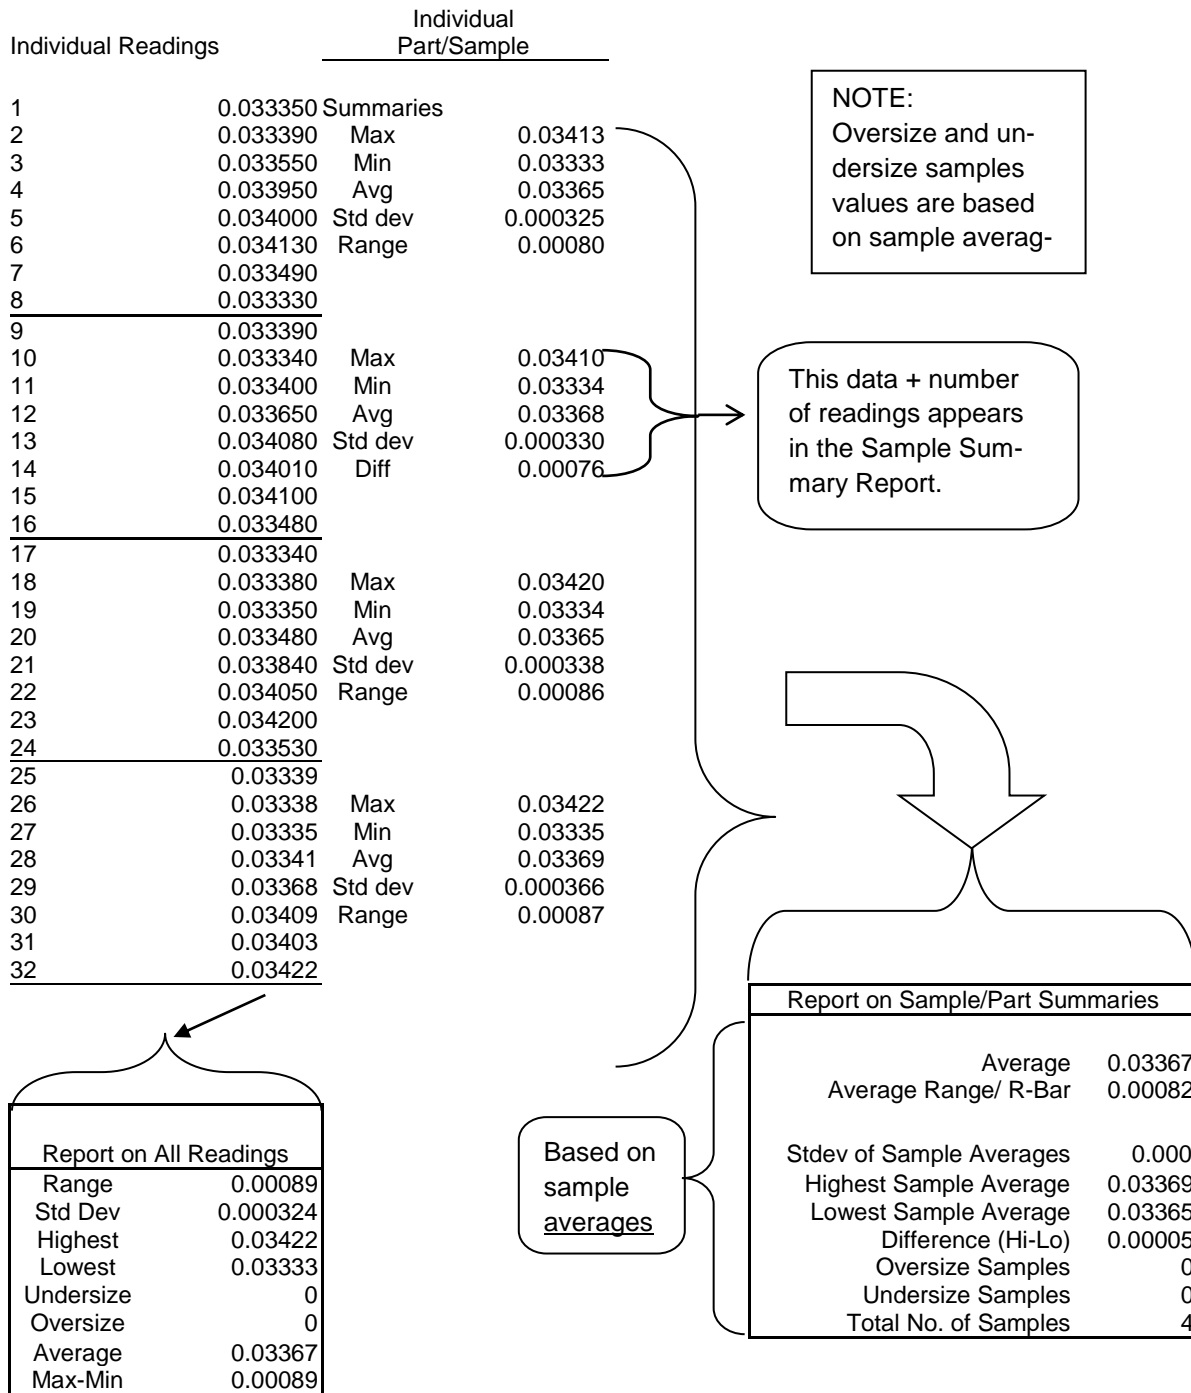 Individual
Individual Readings Part/Sample
1 0.033350 Summaries
2 0.033390 Max 0.03413
3 0.033550 Min 0.03333
4 0.033950 Avg 0.03365
5 0.034000 Std dev 0.000325
6 0.034130 Range 0.00080
7 0.033490
8 0.033330
9 0.033390
10 0.033340 Max 0.03410
11 0.033400 Min 0.03334
12 0.033650 Avg 0.03368
13 0.034080 Std dev 0.000330
14 0.034010 Diff 0.00076
15 0.034100
16 0.033480
17 0.033340
18 0.033380 Max 0.03420
19 0.033350 Min 0.03334
20 0.033480 Avg 0.03365
21 0.033840 Std dev 0.000338
22 0.034050 Range 0.00086
23 0.034200
24 0.033530
25 0.03339
26 0.03338 Max 0.03422
27 0.03335 Min 0.03335
28 0.03341 Avg 0.03369
29 0.03368 Std dev 0.000366
30 0.03409 Range 0.00087
31 0.03403
32 0.03422
NOTE:
Oversize and un-
dersize samples
values are based
on sample averag-
This data + number
of readings appears
in the Sample Sum-
mary Report.
Report on All Readings
Range 0.00089
Std Dev 0.000324
Highest 0.03422
Lowest 0.03333
Undersize 0
Oversize 0
Average 0.03367
Max-Min 0.00089
Based on
sample
averages
Report on Sample/Part Summaries
Average 0.03367
Average Range/ R-Bar 0.00082
Stdev of Sample Averages 0.000
Highest Sample Average 0.03369
Lowest Sample Average 0.03365
Difference (Hi-Lo) 0.00005
Oversize Samples 0
Undersize Samples 0
Total No. of Samples 4